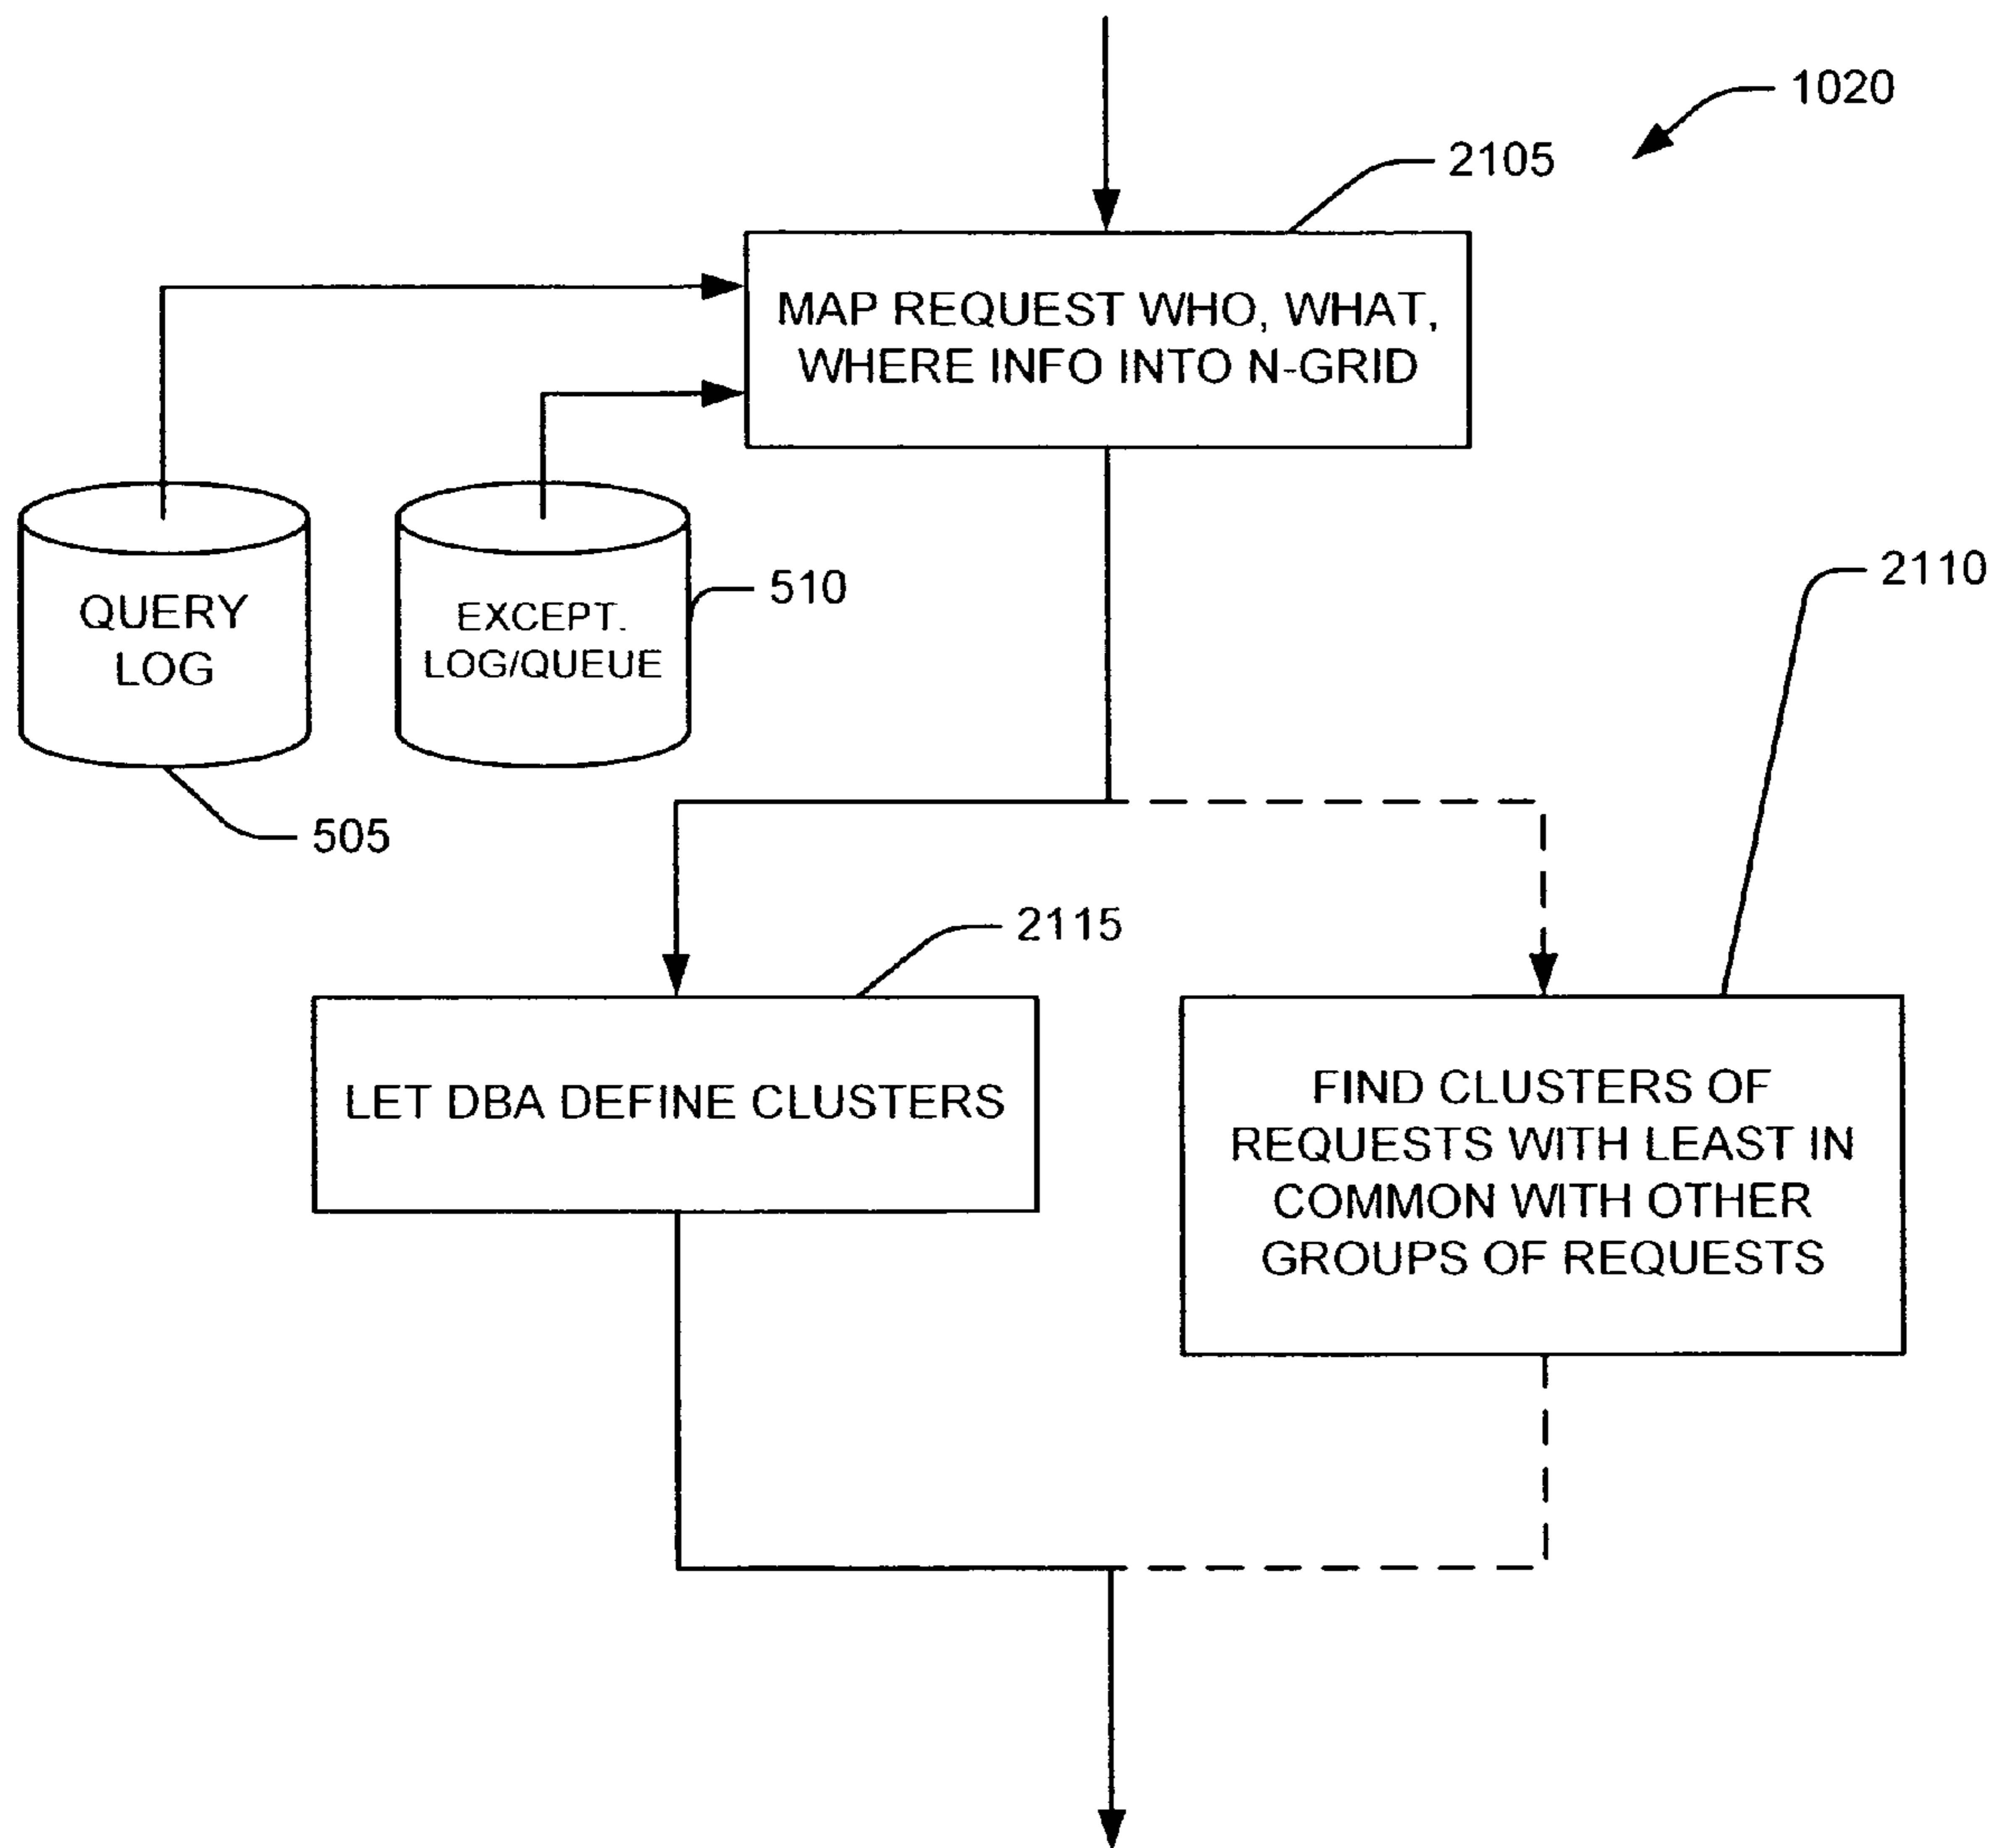 1020
2105
MAP REQUEST WHO, WHAT,
WHERE INFO INTO N-GRID
QUERY
LOG
505
EXCEPT.
LOG/QUEUE
510
2110
2115
LET DBA DEFINE CLUSTERS
FIND CLUSTERS OF
REQUESTS WITH LEAST IN
COMMON WITH OTHER
GROUPS OF REQUESTS